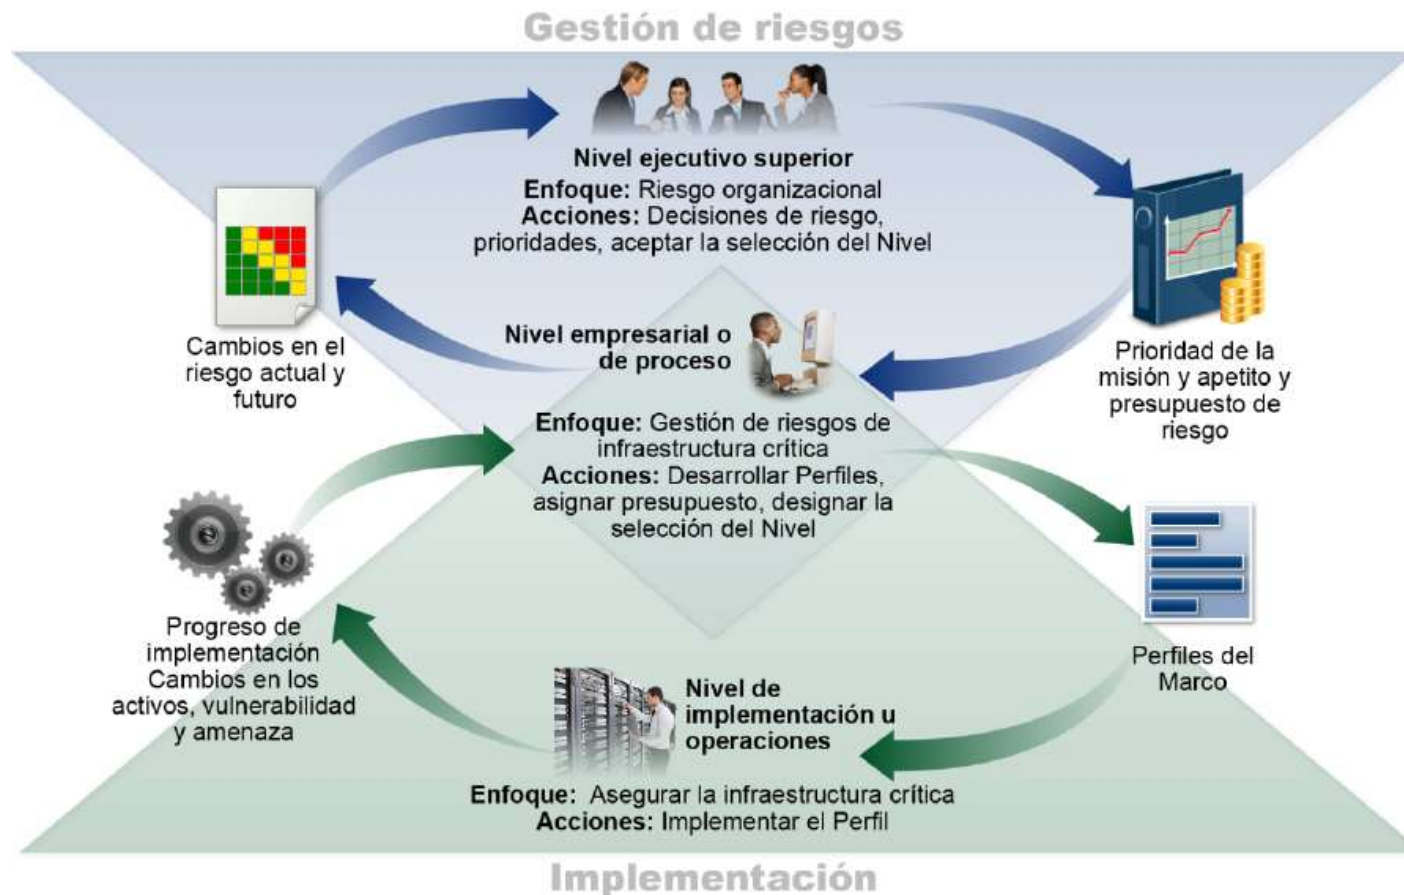 Gestión de riesgos
Nivel ejecutivo superior
Enfoque: Riesgo organizacional
Acciones: Decisiones de riesgo,
prioridades, aceptar la selección del Nivel
Cambios en el
riesgo actual y
futuro
Nivel empresarial o
de proceso
Prioridad de la
misión y apetito y
presupuesto de
riesgo
Enfoque: Gestión de riesgos de
infraestructura crítica
Acciones: Desarrollar Perfiles,
asignar presupuesto, designar la
selección del Nivel
Progreso de
implementación
Cambios en los
activos, vulnerabilidad
y amenaza
Perfiles del
Marco
Nivel de
implementación u
operaciones
Enfoque: Asegurar la infraestructura crítica
Acciones: Implementar el Perfil
Implementación